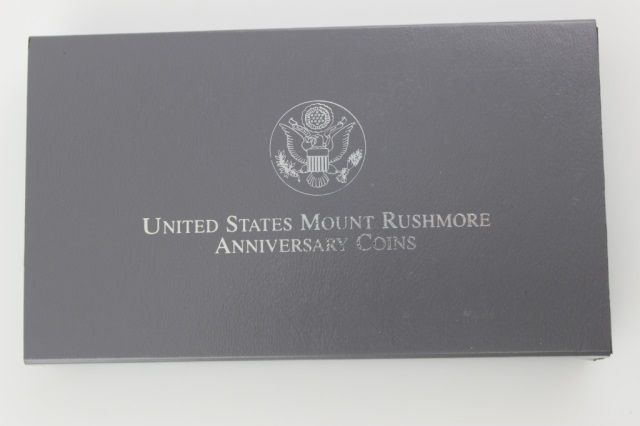 UNITED STATES MOUNT RUSHMORE
ANNIVERSARY COINS